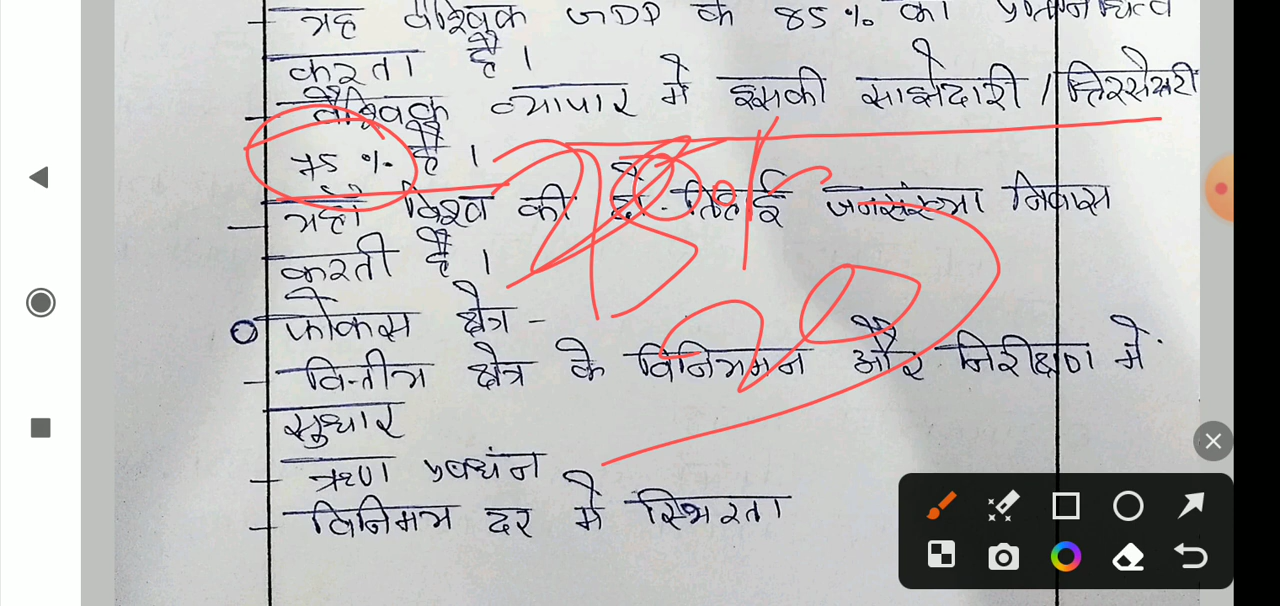 - यह वैश्विक GDP के 85% का प्रतिनिधित्व
करता है।
- वैश्विक व्यापार में इसकी साझेदारी / हिस्सेदारी
75 % है।
- यहां विश्व की दो-तिहाई जनसंख्या निवास
करती है।
० फोकस क्षेत्र -
- वित्तीय क्षेत्र के विनियमन और निरीक्षण में
सुधार
- ऋण प्रबंधन
- विनिमय दर में स्थिरता